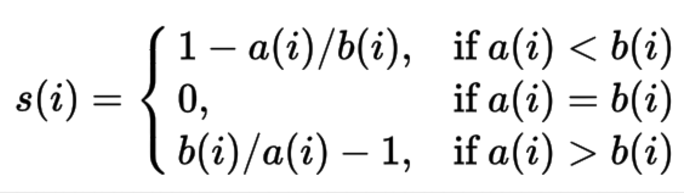 1 − a(i)/b(i), if a(i) < b(i)
s(i) = { 0, if a(i) = b(i)
b(i)/a(i) − 1, if a(i) > b(i)